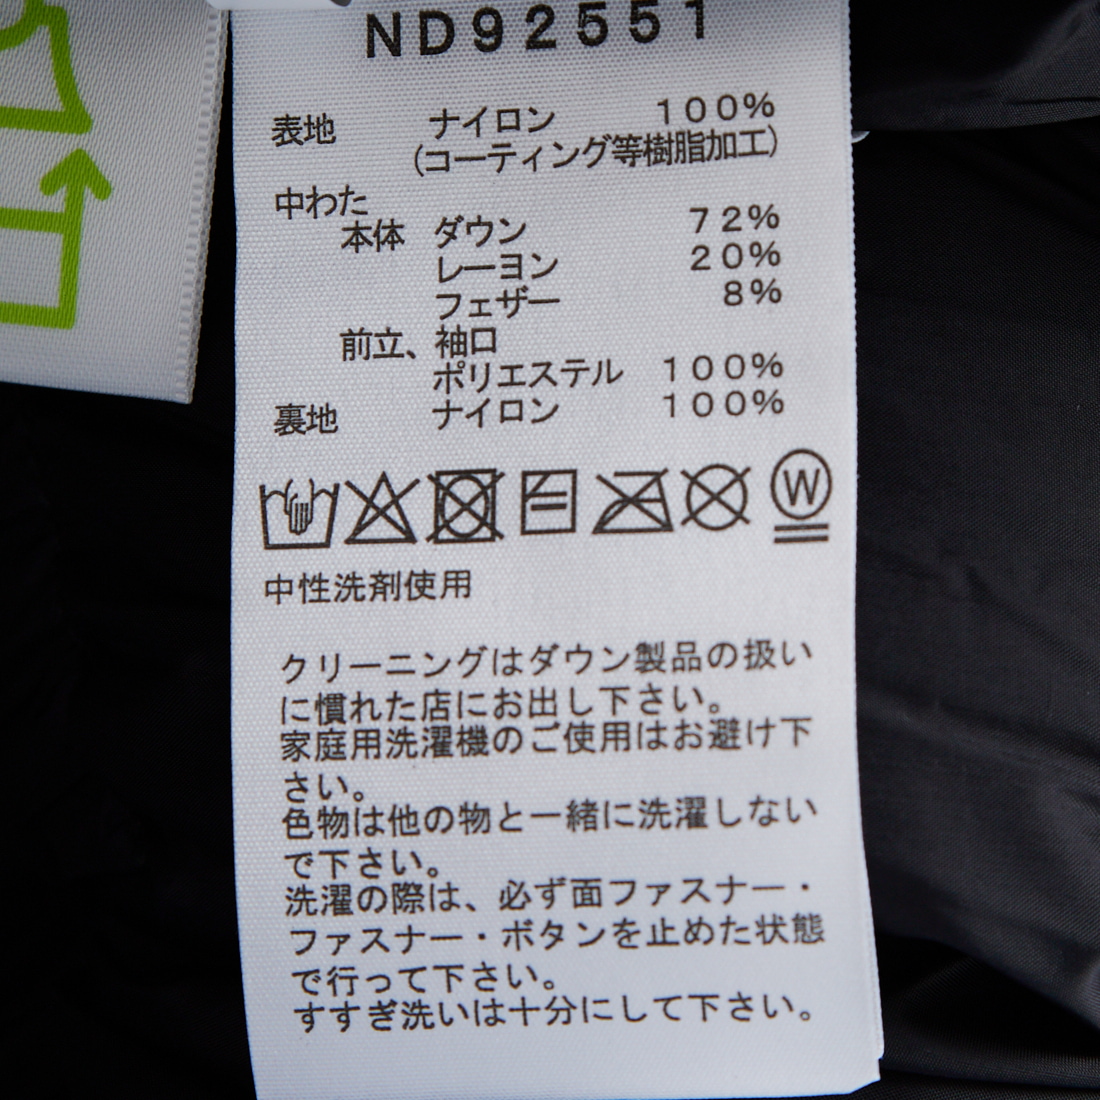 ND92551
表地 ナイロン 100%
(コーティング等樹脂加工)
中わた
本体 ダウン 72%
レーヨン 20%
フェザー 8%
前立、袖口
ポリエステル 100%
裏地 ナイロン 100%
W
中性洗剤使用
クリーニングはダウン製品の扱い
に慣れた店にお出し下さい。
家庭用洗濯機のご使用はお避け下
さい。
色物は他の物と一緒に洗濯しない
で下さい。
洗濯の際は、必ず面ファスナー・
ファスナー・ボタンを止めた状態
で行って下さい。
すすぎ洗いは十分にして下さい。